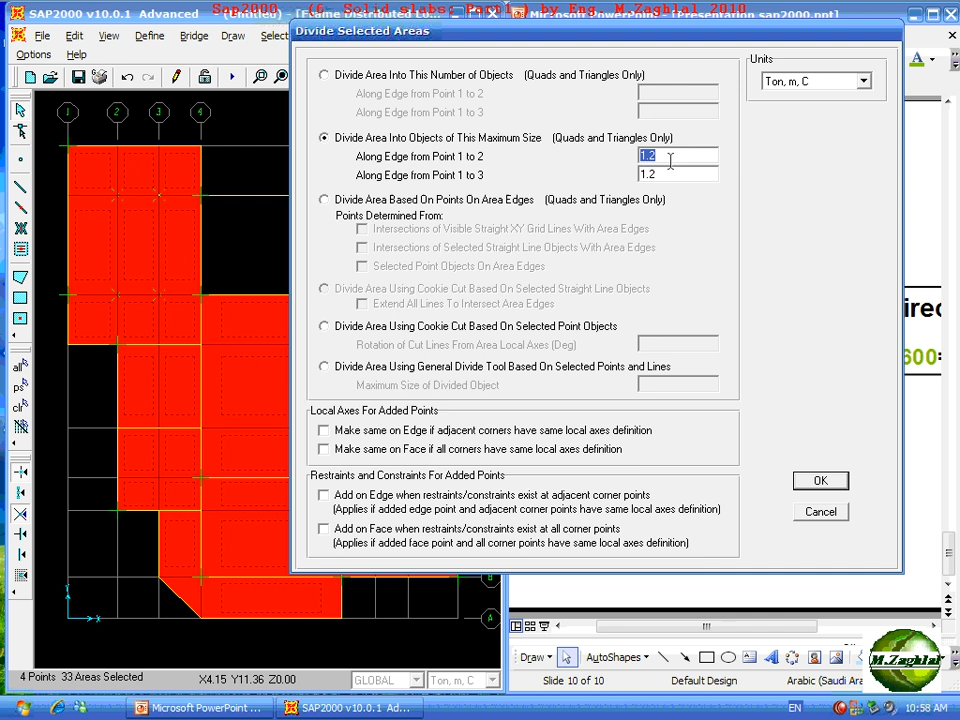 Sap2000 (6- Solid slabs: Part1 ) by Eng. M.Zaghlal 2010
SAP2000 v10.0.1 Advanced - (Untitled) - [Frame Distributed Lo
Microsoft PowerPoint - [Presentation sap2000.ppt]
File Edit View Define Bridge Draw Select
Options Help
Divide Selected Areas
Divide Area Into This Number of Objects (Quads and Triangles Only)
Along Edge from Point 1 to 2
Along Edge from Point 1 to 3
Divide Area Into Objects of This Maximum Size (Quads and Triangles Only)
Along Edge from Point 1 to 2 1.2
Along Edge from Point 1 to 3 1.2
Divide Area Based On Points On Area Edges (Quads and Triangles Only)
Points Determined From:
Intersections of Visible Straight XY Grid Lines With Area Edges
Intersections of Selected Straight Line Objects With Area Edges
Selected Point Objects On Area Edges
Divide Area Using Cookie Cut Based On Selected Straight Line Objects
Extend All Lines To Intersect Area Edges
Divide Area Using Cookie Cut Based On Selected Point Objects
Rotation of Cut Lines From Area Local Axes (Deg)
Divide Area Using General Divide Tool Based On Selected Points and Lines
Maximum Size of Divided Object
Local Axes For Added Points
Make same on Edge if adjacent corners have same local axes definition
Make same on Face if all corners have same local axes definition
Restraints and Constraints For Added Points
Add on Edge when restraints/constraints exist at adjacent corner points
(Applies if added edge point and adjacent corner points have same local axes definition)
Add on Face when restraints/constraints exist at all corner points
(Applies if added face point and all corner points have same local axes definition)
Units
Ton, m, C
OK
Cancel
1 2 3 4
all
ps
clr
Y
X
B
A
irec
600=
Draw AutoShapes
M.Zaghlal
4 Points 33 Areas Selected X4.15 Y11.36 Z0.00 GLOBAL Ton, m, C
Slide 10 of 10 Default Design Arabic (Saudi Ara
Microsoft PowerPoint ... SAP2000 v10.0.1 Ad... EN 10:58 AM